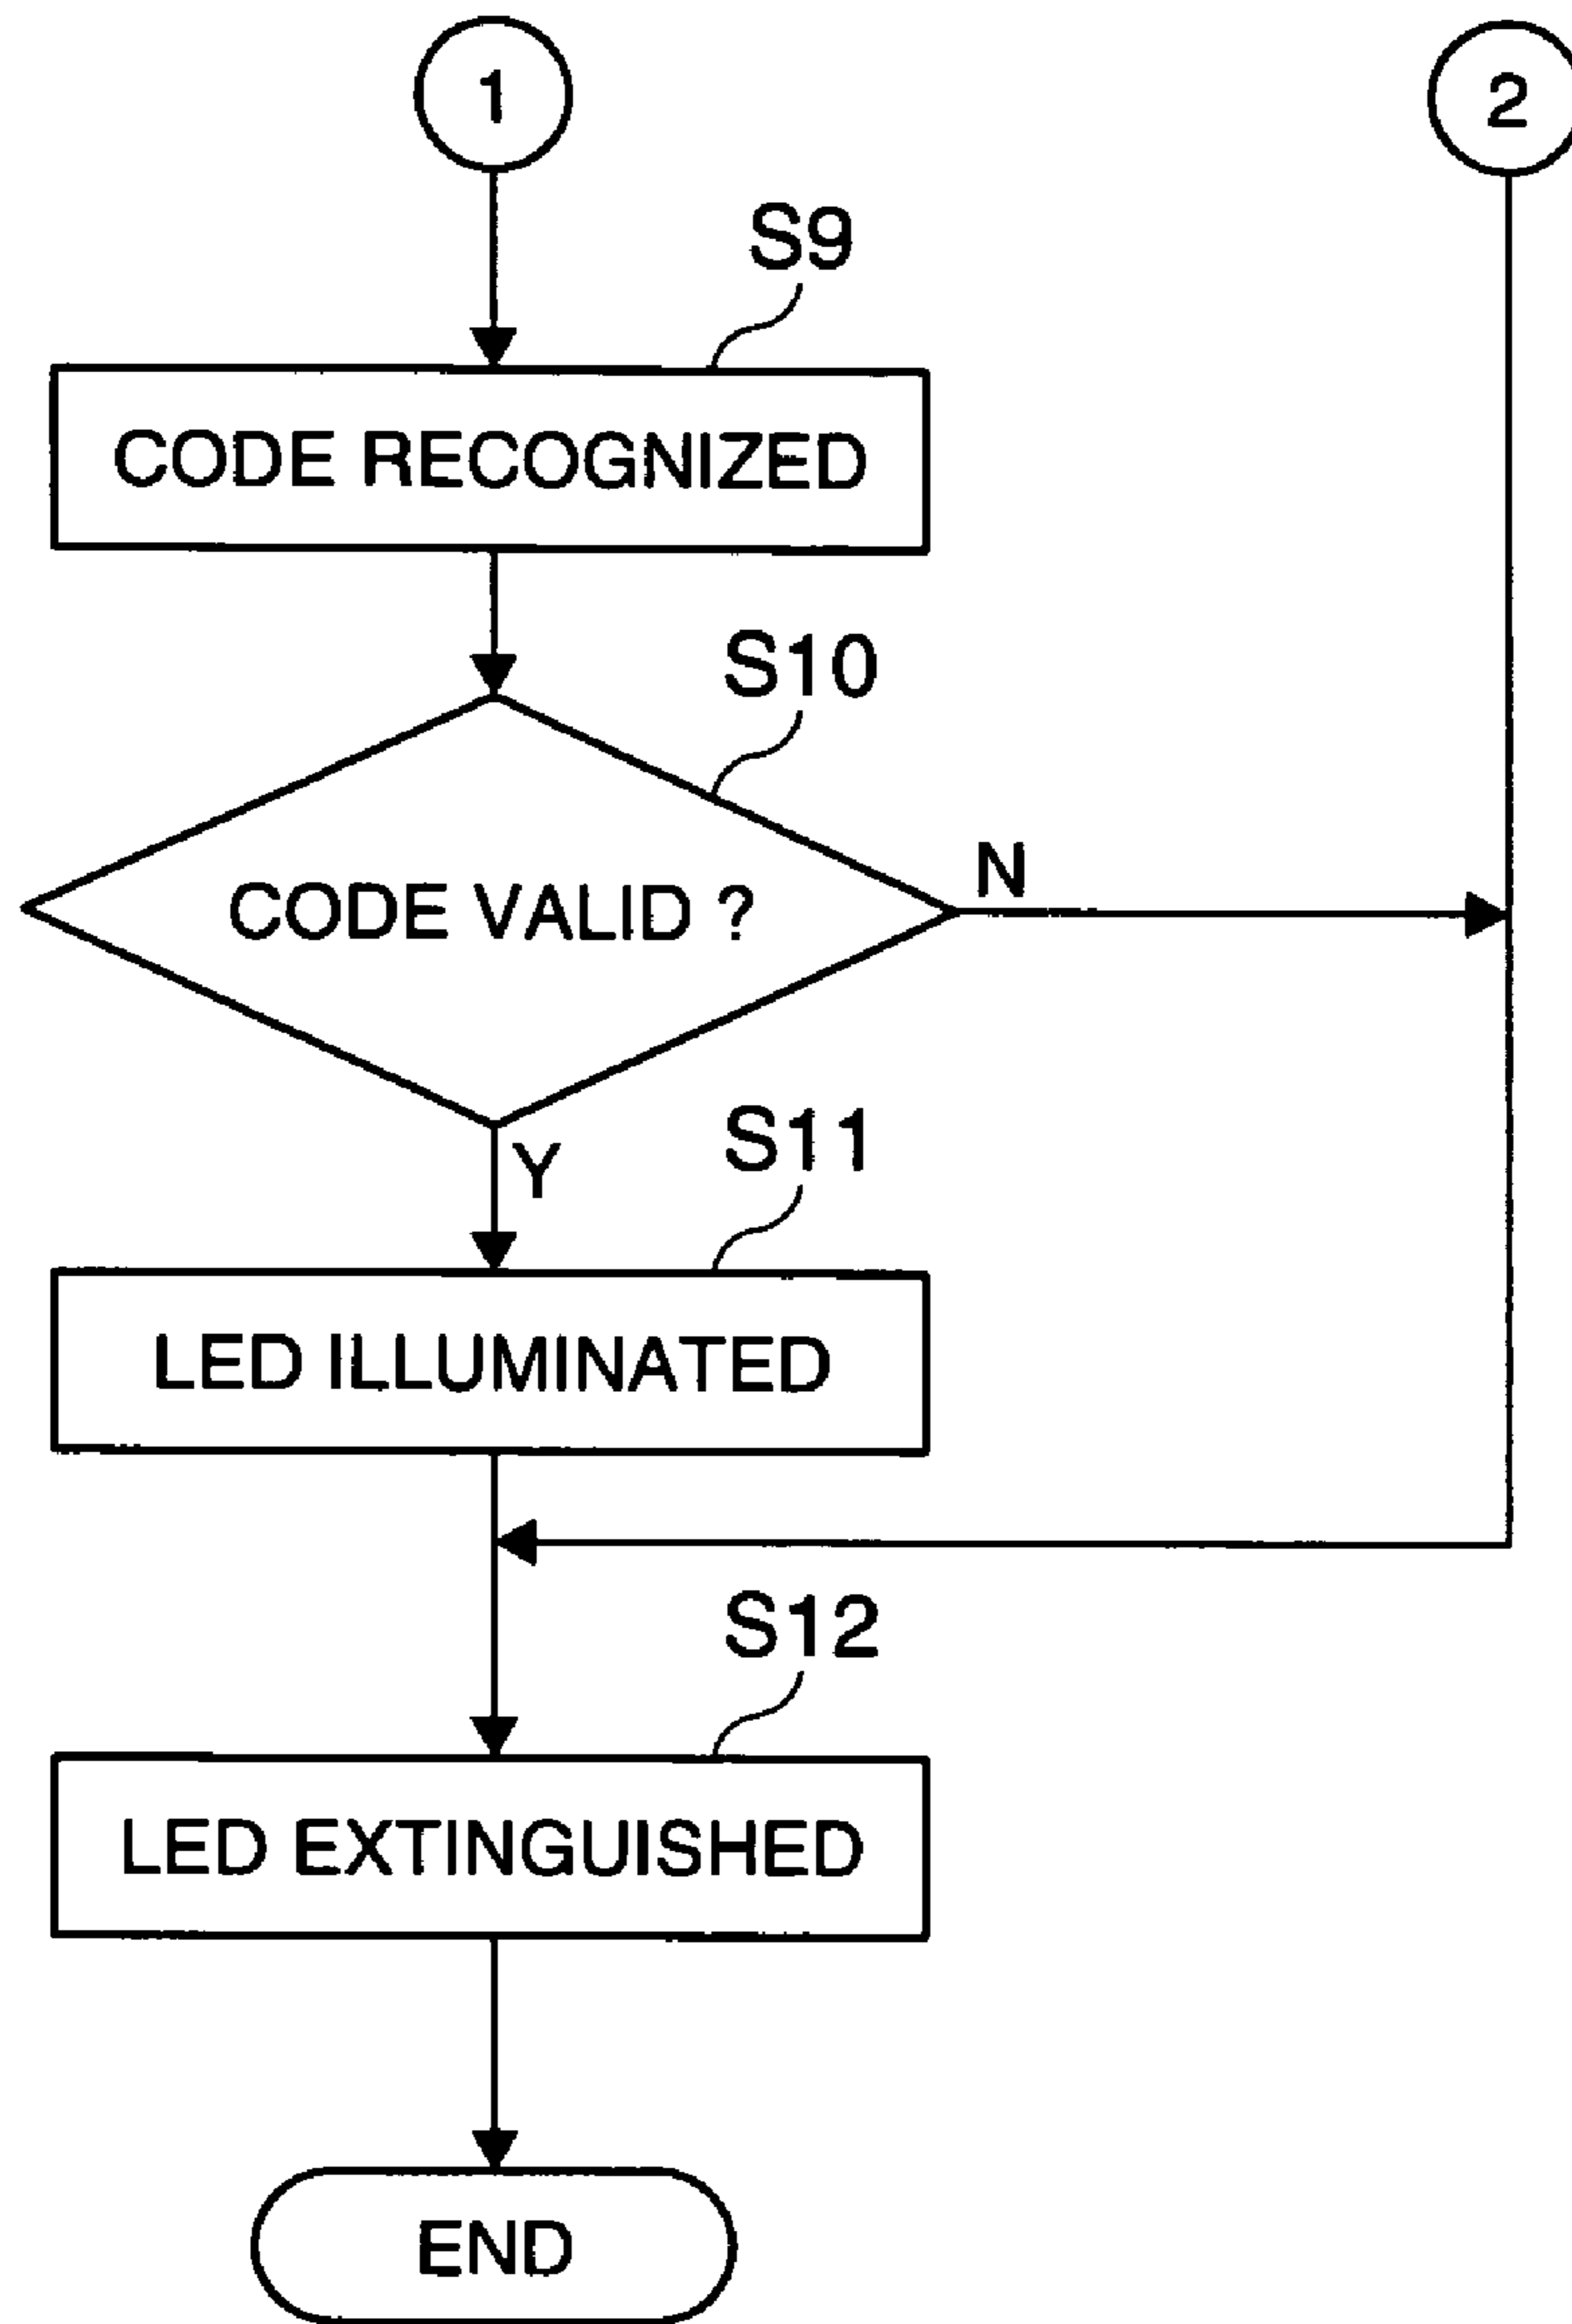 1
2
S9
CODE RECOGNIZED
S10
CODE VALID ?
N
Y
S11
LED ILLUMINATED
S12
LED EXTINGUISHED
END